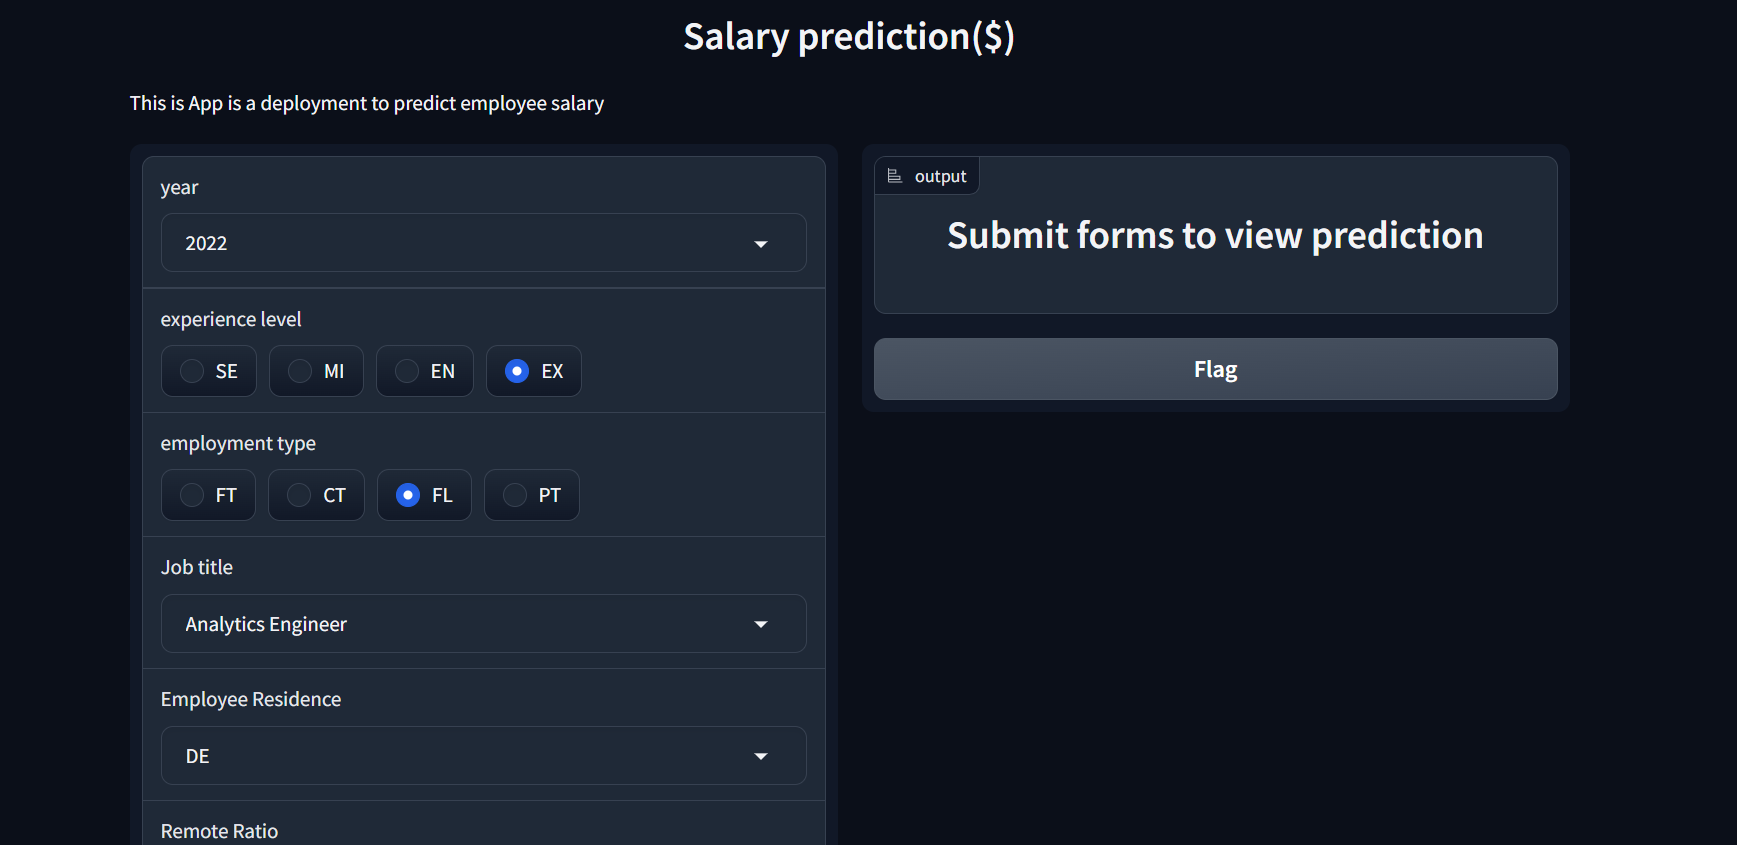 Salary prediction($)
This is App is a deployment to predict employee salary
year
2022
experience level
SE MI EN EX
employment type
FT CT FL PT
Job title
Analytics Engineer
Employee Residence
DE
Remote Ratio
output
Submit forms to view prediction
Flag